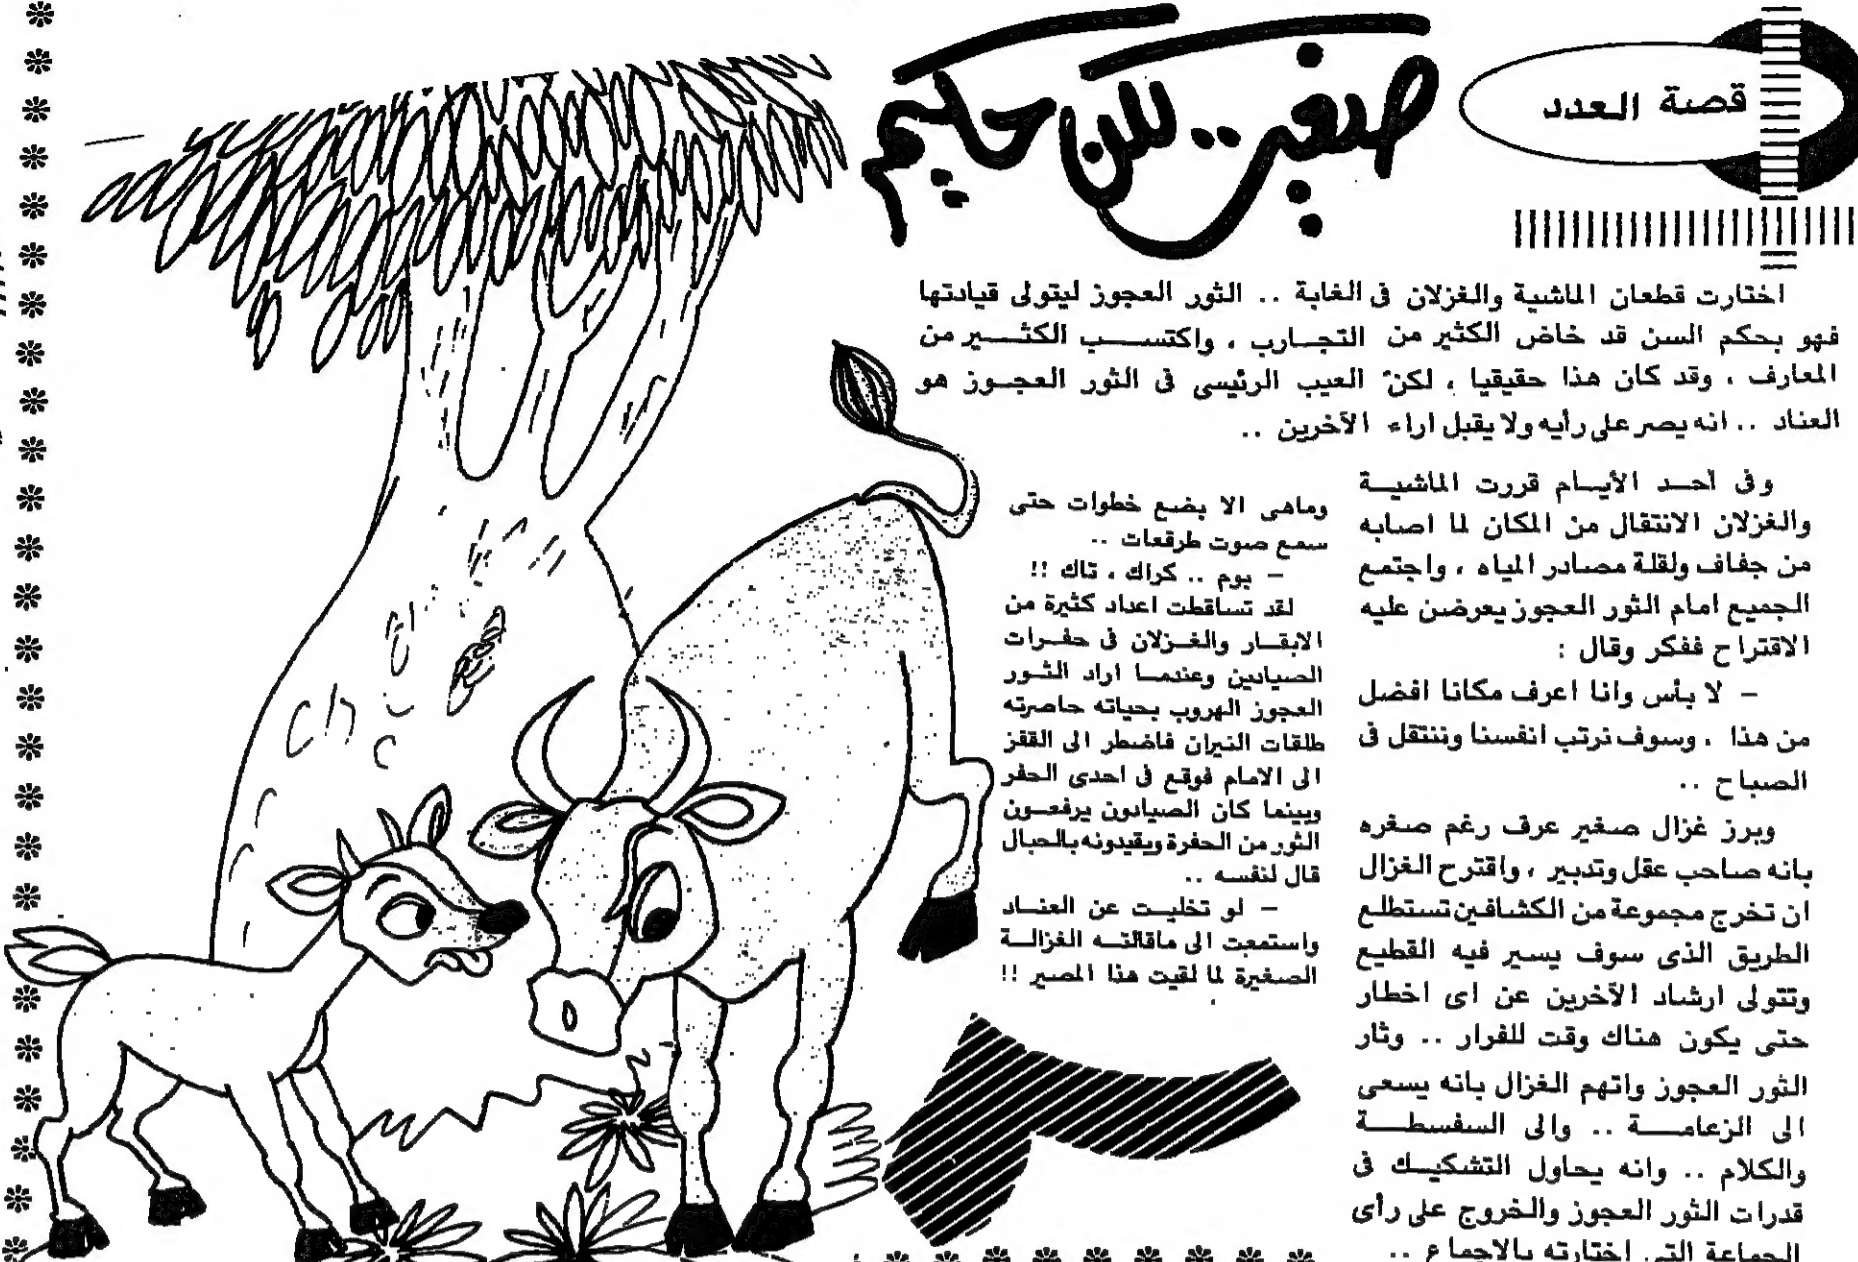 قصة العدد
صغير .. لكن حكيم
اختارت قطعان الماشية والغزلان فى الغابة .. الثور العجوز ليتولى قيادتها
فهو بحكم السن قد خاض الكثير من التجارب ، وإكتسب الكثير من
المعارف ، وقد كان هذا حقيقيا ، لكنّ العيب الرئيسى فى الثور العجوز هو
العناد .. انه يصر على رأيه ولا يقبل اراء الآخرين ..
وفى أحد الأيام قررت الماشية
والغزلان الانتقال من المكان لما اصابه
من جفاف ولقلة مصادر المياه ، واجتمع
الجميع امام الثور العجوز يعرضن عليه
الاقتراح ففكر وقال :
– لا بأس وانا اعرف مكانا افضل
من هذا . وسوف نرتب انفسنا وننتقل فى
الصباح ..
وبرز غزال صغير عرف رغم صغره
بانه صاحب عقل وتدبير ، واقترح الغزال
ان تخرج مجموعة من الكشافين تستطلع
الطريق الذى سوف يسير فيه القطيع
وتتولى ارشاد الآخرين عن اى اخطار
حتى يكون هناك وقت للفرار .. وثار
الثور العجوز واتهم الغزال بانه يسعى
الى الزعامة .. والى السفسطة
والكلام .. وانه يحاول التشكيك فى
قدرات الثور العجوز والخروج على رأى
الجماعة التى اختارته بالاجماع ..
وماهى الا بضع خطوات حتى
سمع صوت طرقعات ..
– بوم .. كراك ، تاك !!
لقد تساقطت اعداد كثيرة من
الابقار والغزلان فى حفرات
الصيادين وعندما اراد الثور
العجوز الهروب بحياته حاصرته
طلقات النيران فاضطر الى القفز
الى الامام فوقع فى احدى الحفر
وبينما كان الصيادون يرفعون
الثور من الحفرة ويقيدونه بالحبال
قال لنفسه ..
– لو تخليت عن العناد
واستمعت الى ماقالته الغزالة
الصغيرة لما لقيت هذا المصير !!